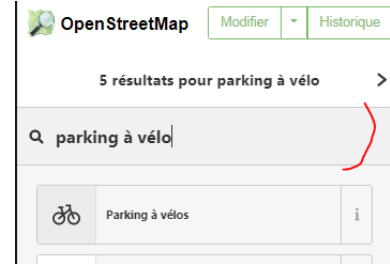 OpenStreetMap Modifier Historique
5 résultats pour parking à vélo
parking à vélo
Parking à vélos i